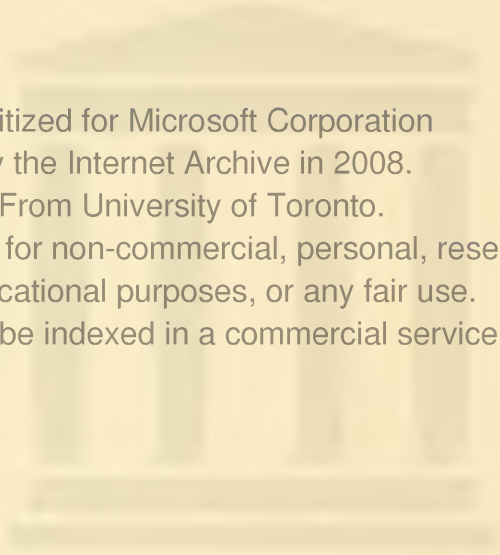 itized for Microsoft Corporation
y the Internet Archive in 2008.
From University of Toronto.
for non-commercial, personal, rese
cational purposes, or any fair use.
be indexed in a commercial service